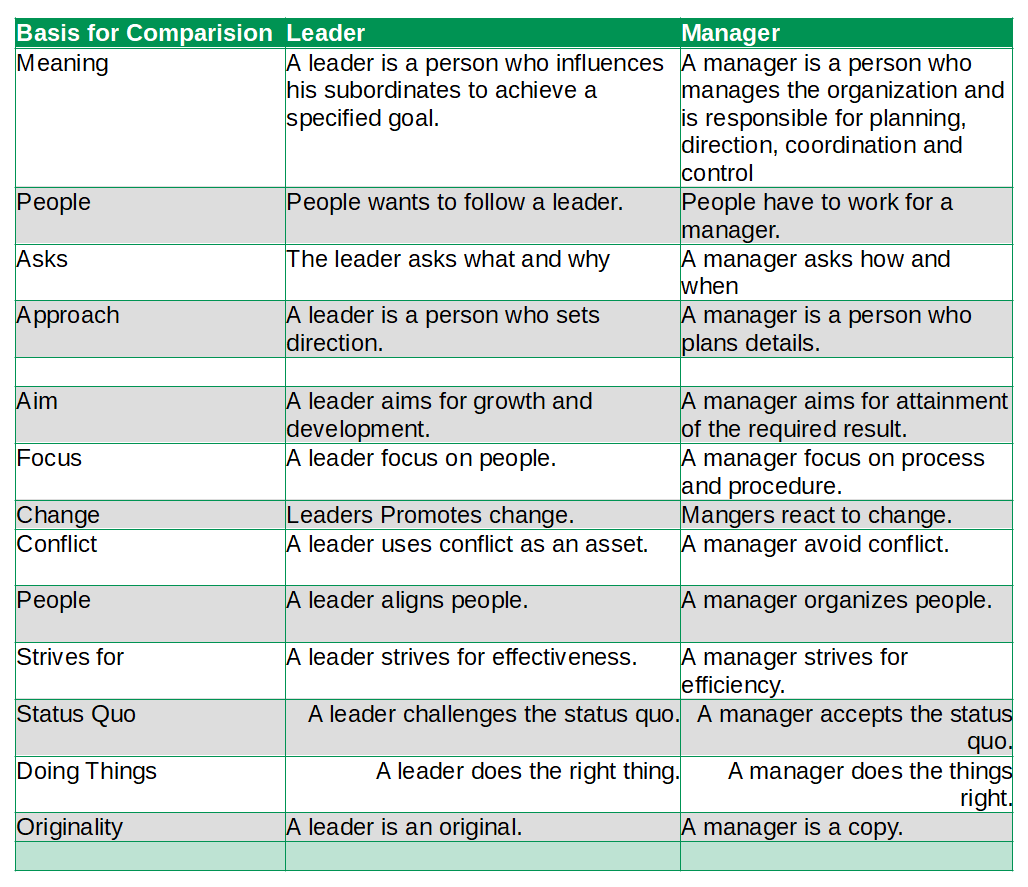 Basis for Comparision Leader Manager
Meaning
A leader is a person who influences
his subordinates to achieve a
specified goal.
A manager is a person who
manages the organization and
is responsible for planning,
direction, coordination and
control
People
People wants to follow a leader.
People have to work for a
manager.
Asks
The leader asks what and why
A manager asks how and
when
Approach
A leader is a person who sets
direction.
A manager is a person who
plans details.
Aim
A leader aims for growth and
development.
A manager aims for attainment
of the required result.
Focus
A leader focus on people.
A manager focus on process
and procedure.
Change
Leaders Promotes change.
Mangers react to change.
Conflict
A leader uses conflict as an asset.
A manager avoid conflict.
People
A leader aligns people.
A manager organizes people.
Strives for
A leader strives for effectiveness.
A manager strives for
efficiency.
Status Quo
A leader challenges the status quo.
A manager accepts the status
quo.
Doing Things
A leader does the right thing.
A manager does the things
right.
Originality
A leader is an original.
A manager is a copy.